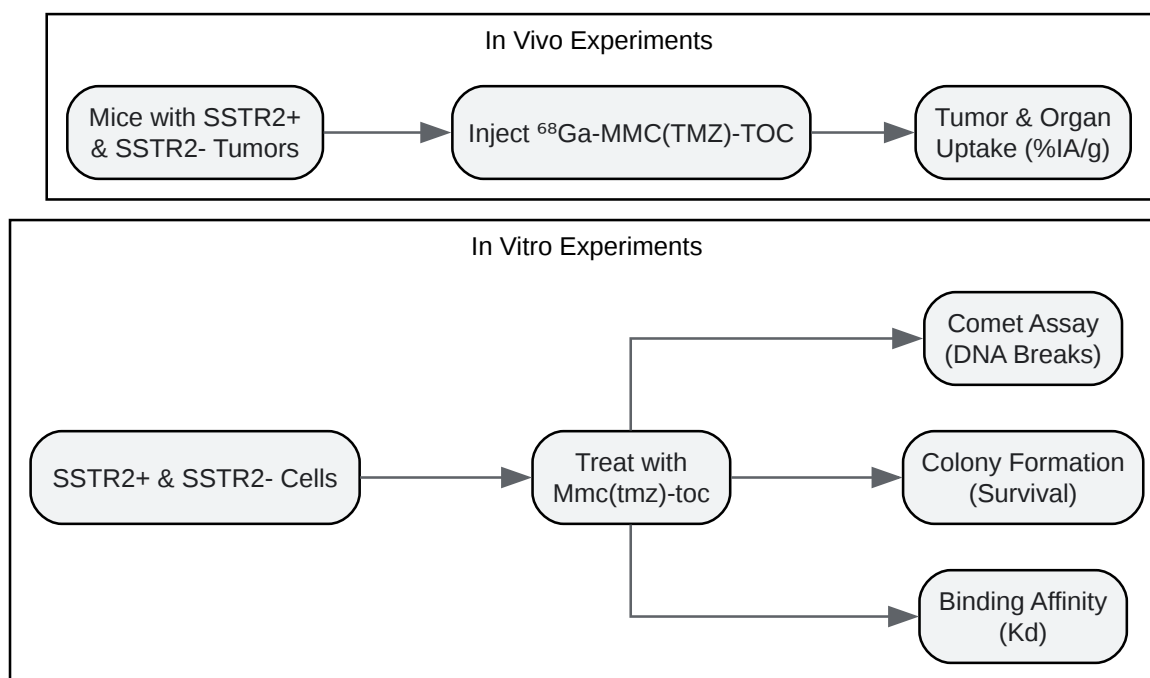 In Vivo Experiments
Mice with SSTR2+
& SSTR2- Tumors
Inject ⁶⁸Ga-MMC(TMZ)-TOC
Tumor & Organ
Uptake (%IA/g)
In Vitro Experiments
SSTR2+ & SSTR2- Cells
Treat with
Mmc(tmz)-toc
Comet Assay
(DNA Breaks)
Colony Formation
(Survival)
Binding Affinity
(Kd)